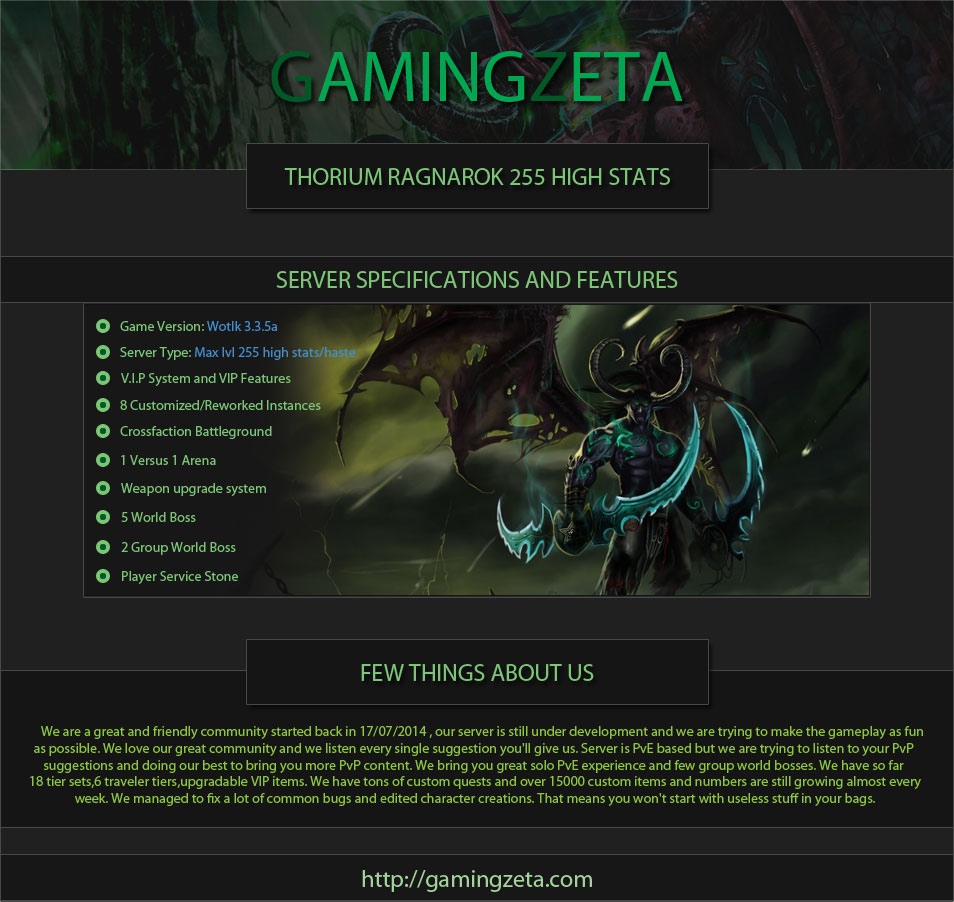 GAMINGZETA
THORIUM RAGNAROK 255 HIGH STATS
SERVER SPECIFICATIONS AND FEATURES
Game Version: Wotlk 3.3.5a
Server Type: Max lvl 255 high stats/haste
V.I.P System and VIP Features
8 Customized/Reworked Instances
Crossfaction Battleground
1 Versus 1 Arena
Weapon upgrade system
5 World Boss
2 Group World Boss
Player Service Stone
FEW THINGS ABOUT US
We are a great and friendly community started back in 17/07/2014 , our server is still under development and we are trying to make the gameplay as fun
as possible. We love our great community and we listen every single suggestion you'll give us. Server is PvE based but we are trying to listen to your PvP
suggestions and doing our best to bring you more PvP content. We bring you great solo PvE experience and few group world bosses. We have so far
18 tier sets,6 traveler tiers,upgradable VIP items. We have tons of custom quests and over 15000 custom items and numbers are still growing almost every
week. We managed to fix a lot of common bugs and edited character creations. That means you won't start with useless stuff in your bags.
http://gamingzeta.com